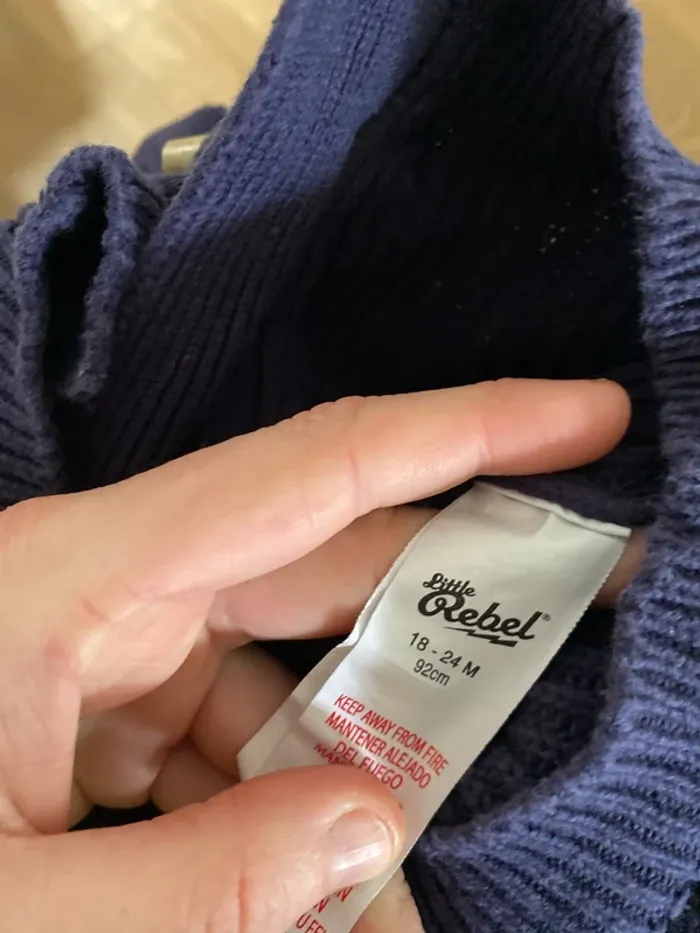 Little
Rebel®
18 - 24 M
92cm
KEEP AWAY FROM FIRE
MANTENER ALEJADO
DEL FUEGO